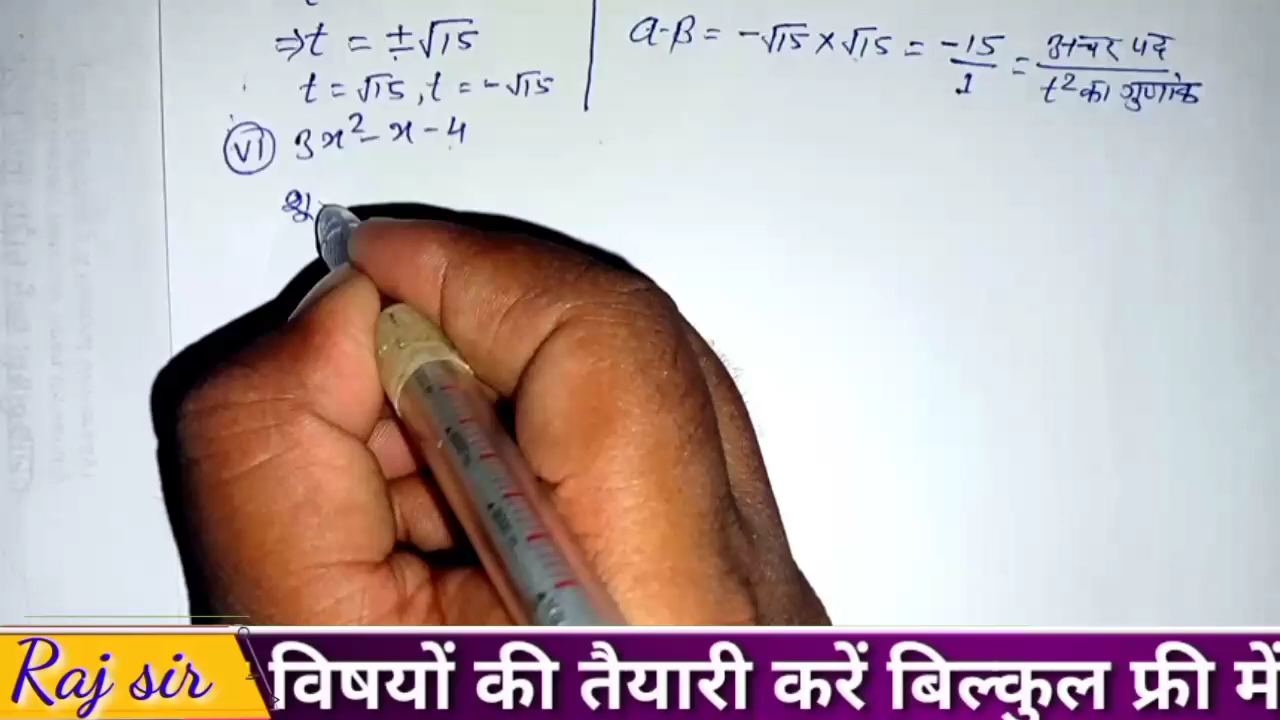 ⇒t = ±√15
t = √15, t = -√15
α·β = -√15 × √15 = -15/1 = अचर पद/t² का गुणांक
(vi) 3x² - x - 4
शू
Raj sir
विषयों की तैयारी करें बिल्कुल फ्री में